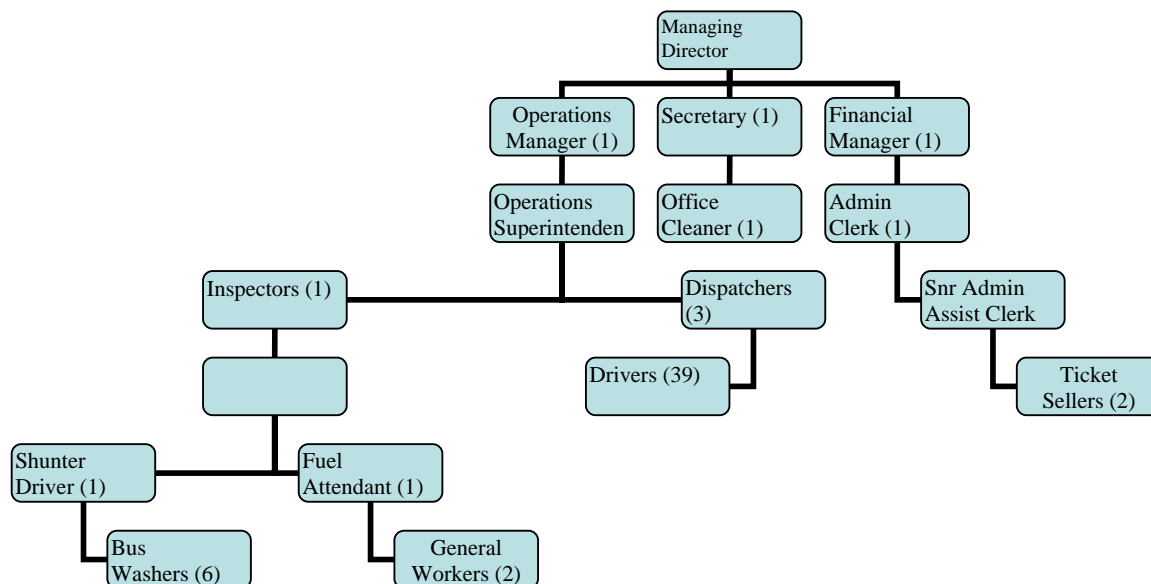 Managing
Director
Operations
Manager (1)
Secretary (1)
Financial
Manager (1)
Operations
Superintenden
Office
Cleaner (1)
Admin
Clerk (1)
Inspectors (1)
Dispatchers
(3)
Snr Admin
Assist Clerk
Drivers (39)
Ticket
Sellers (2)
Shunter
Driver (1)
Fuel
Attendant (1)
Bus
Washers (6)
General
Workers (2)